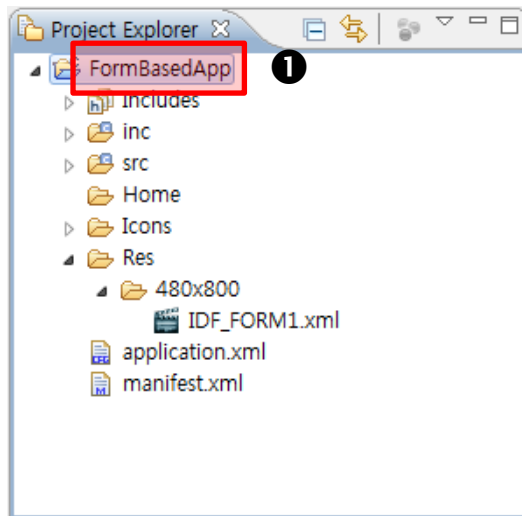 Project Explorer
FormBasedApp ❶
Includes
inc
src
Home
Icons
Res
480x800
IDF_FORM1.xml
application.xml
manifest.xml